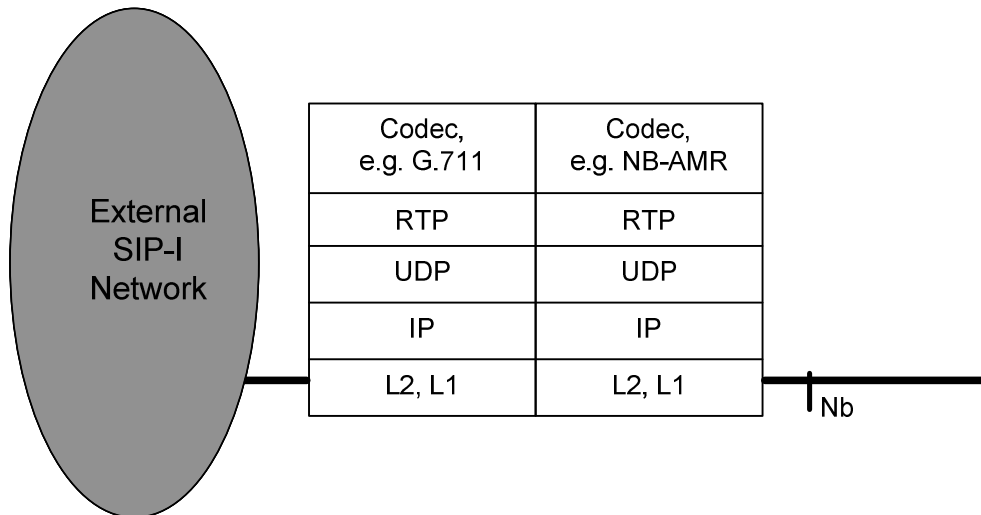 External
SIP-I
Network
Codec,
e.g. G.711
Codec,
e.g. NB-AMR
RTP
RTP
UDP
UDP
IP
IP
L2, L1
L2, L1
Nb